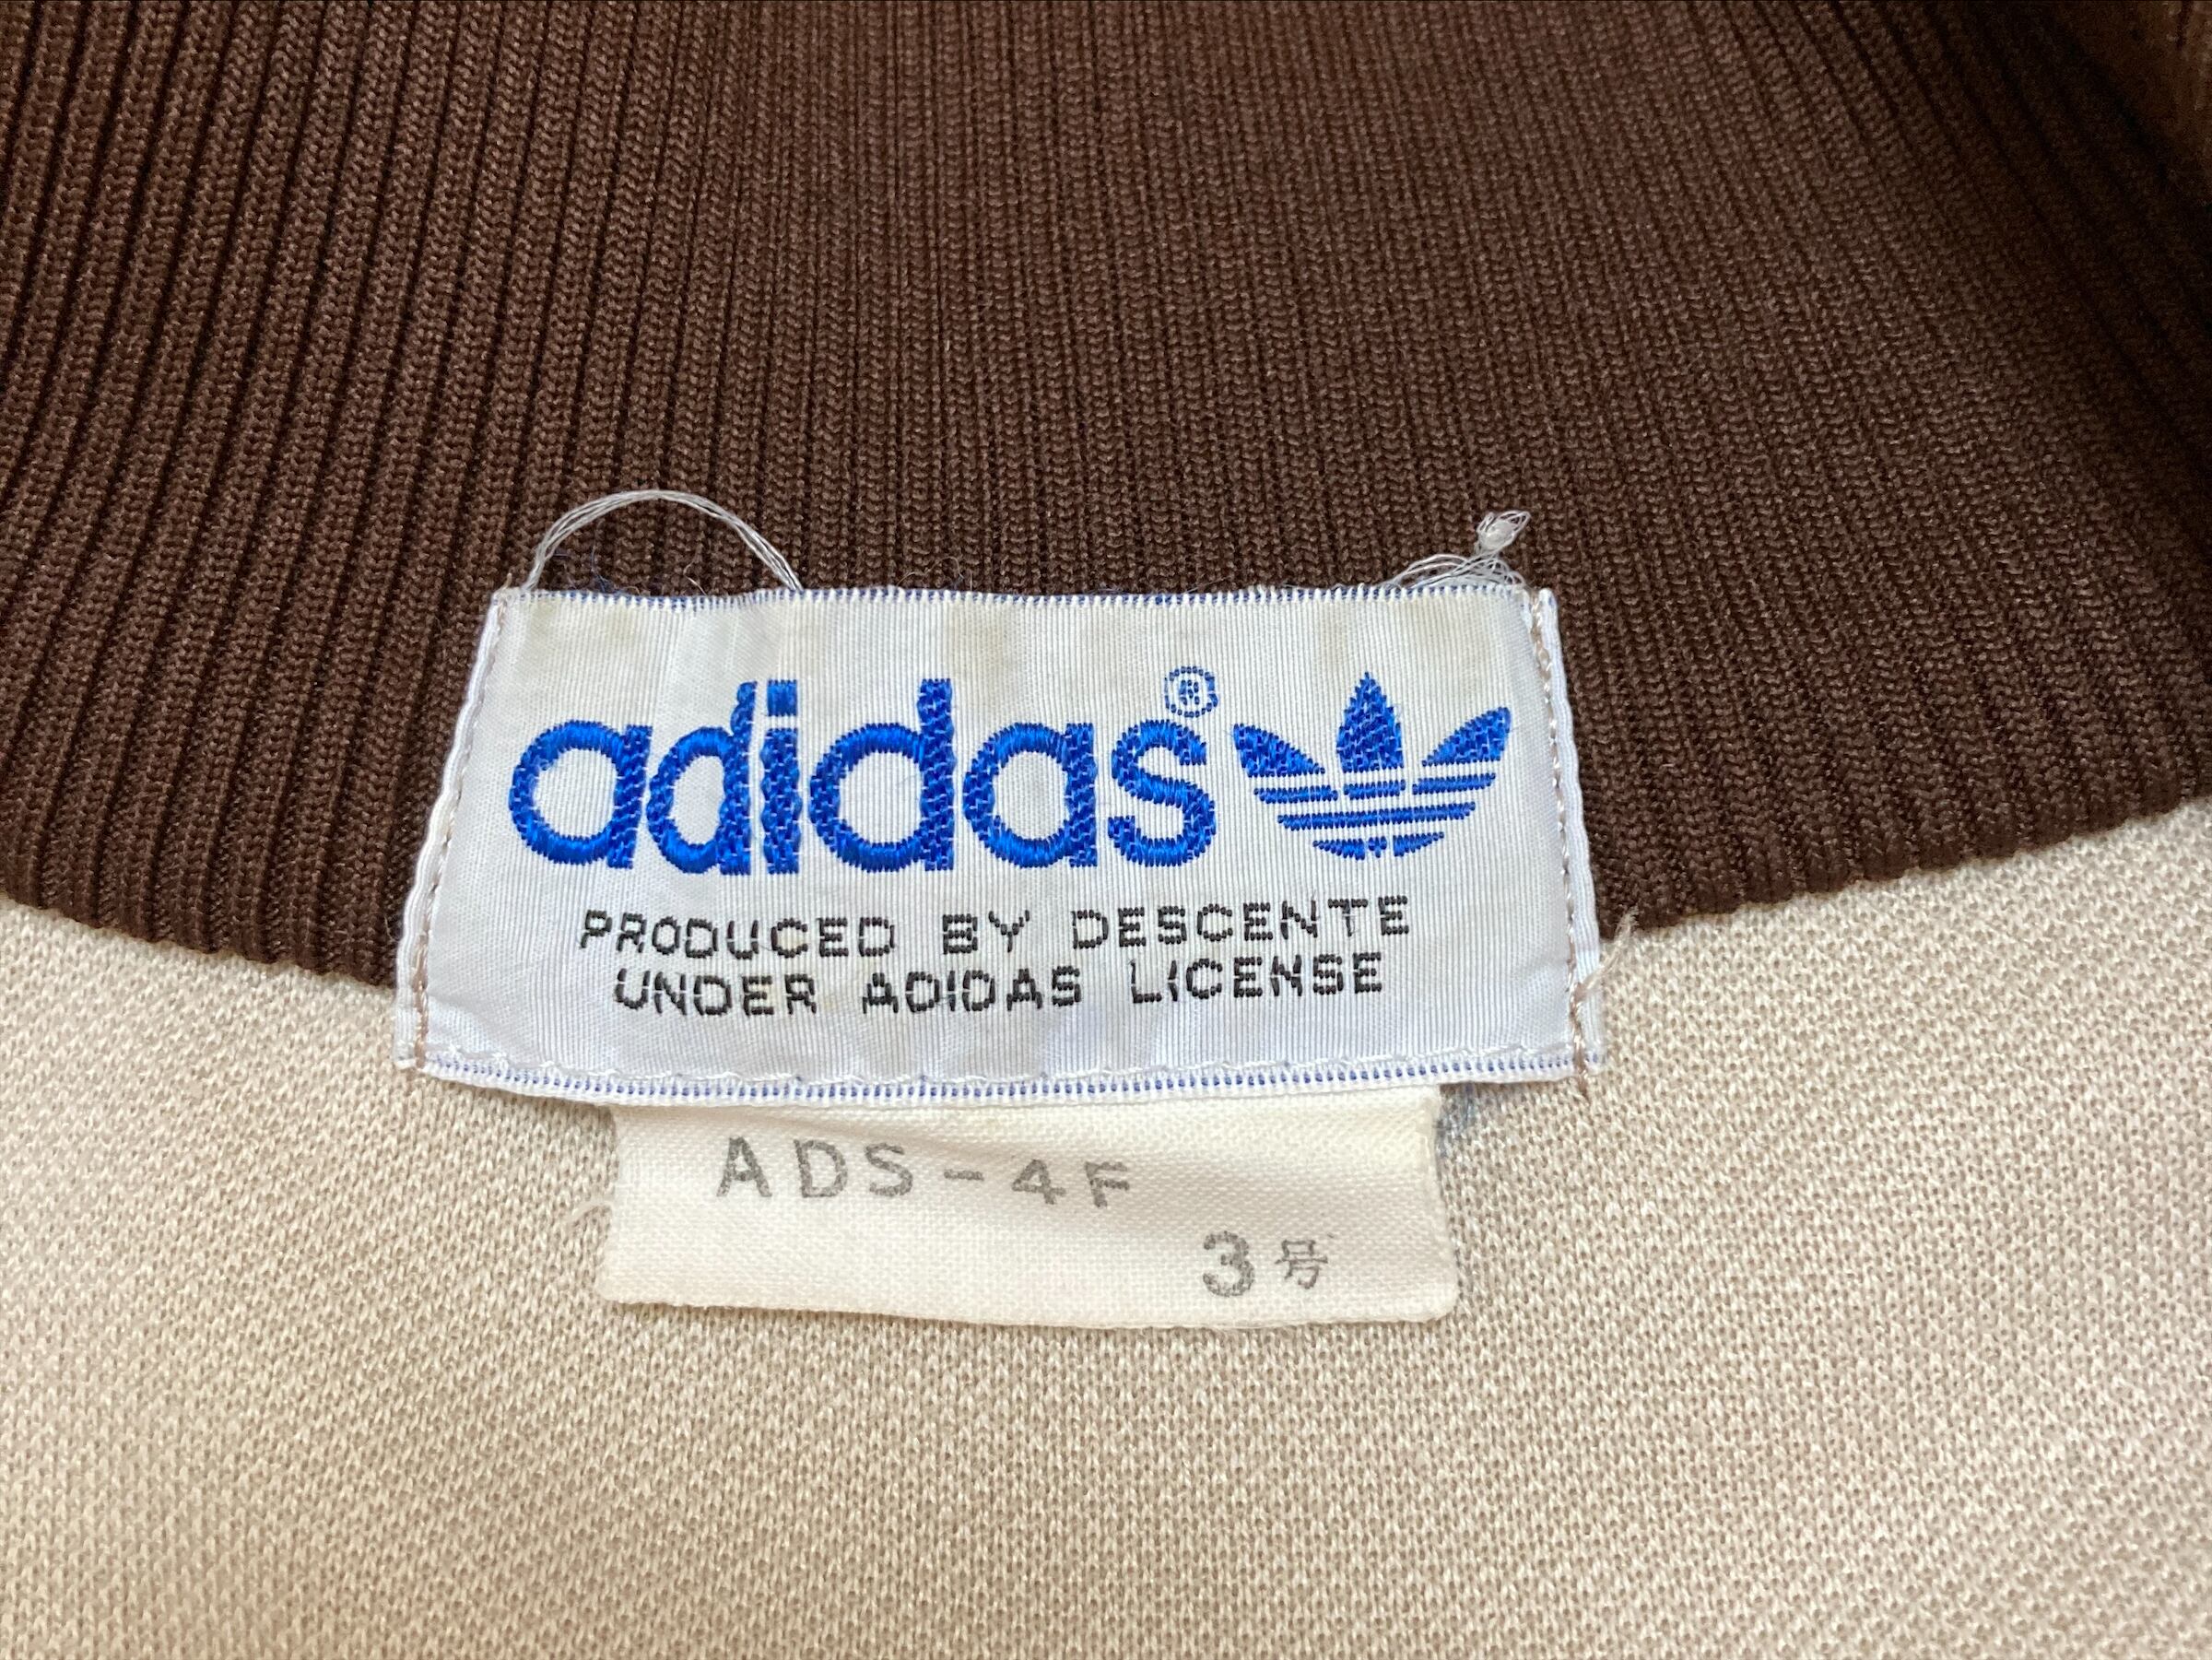 adidas®
PRODUCED BY DESCENTE
UNDER ADIDAS LICENSE
ADS-4F
3号